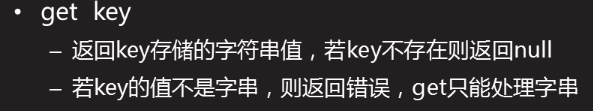 • get key
– 返回key存储的字符串值，若key不存在则返回null
– 若key的值不是字串，则返回错误，get只能处理字串